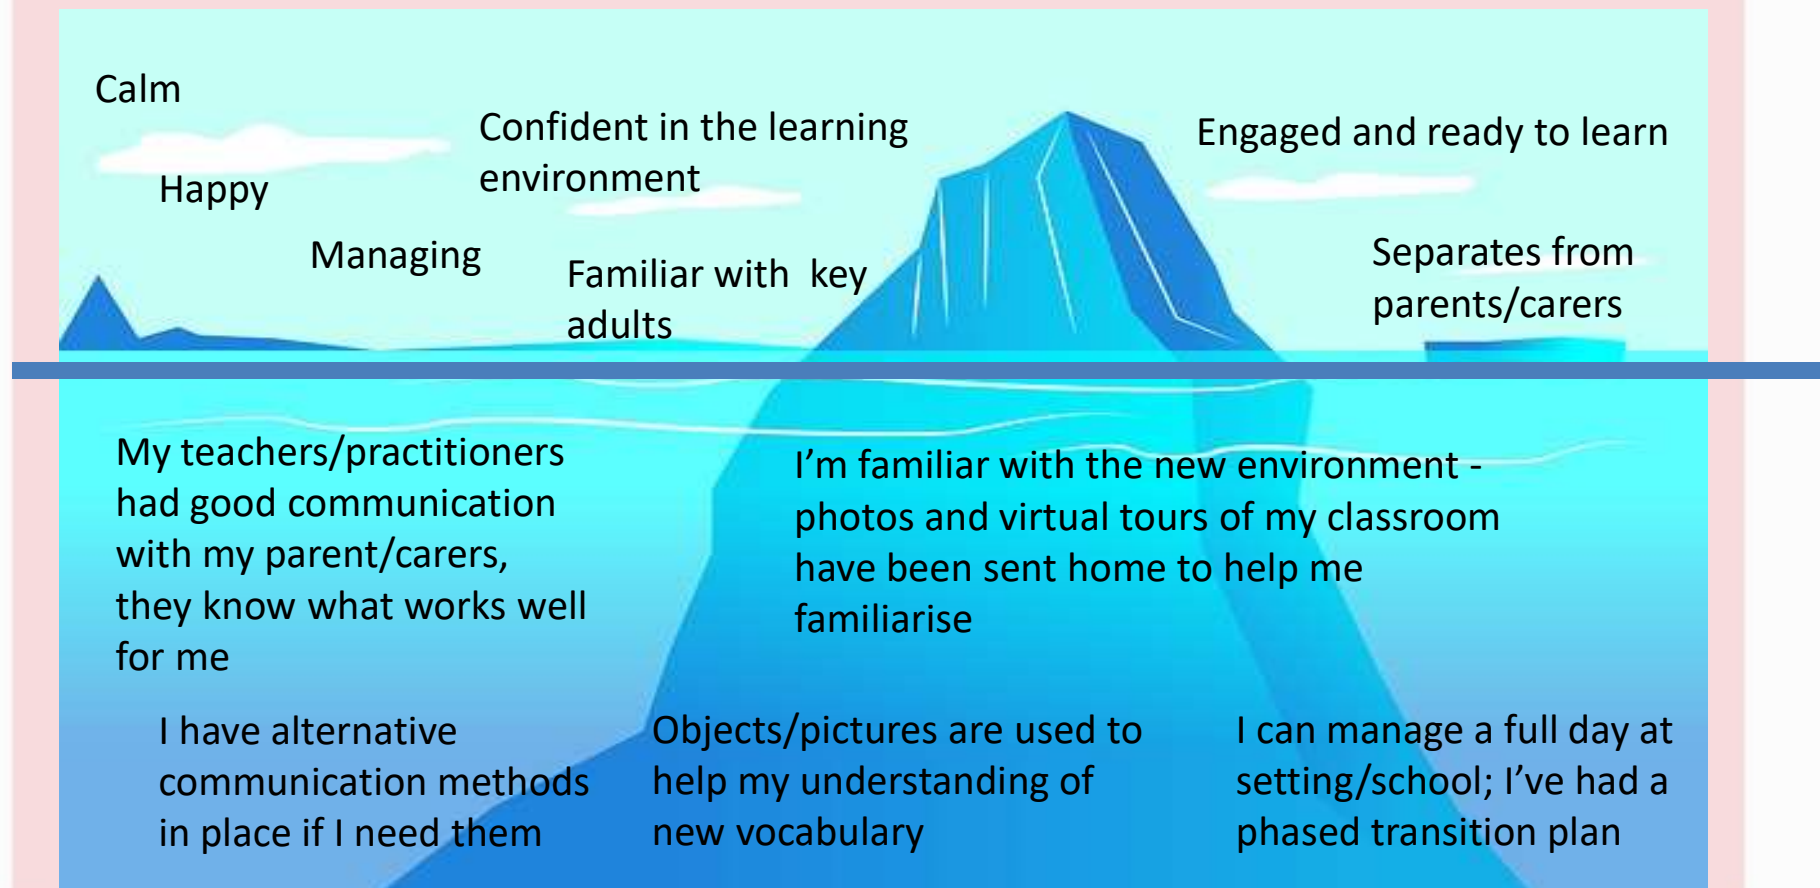 Calm
Happy
Managing
Confident in the learning
environment
Familiar with  key
adults
Engaged and ready to learn
Separates from
parents/carers
My teachers/practitioners
had good communication
with my parent/carers,
they know what works well
for me
I’m familiar with the new environment -
photos and virtual tours of my classroom
have been sent home to help me
familiarise
I have alternative
communication methods
in place if I need them
Objects/pictures are used to
help my understanding of
new vocabulary
I can manage a full day at
setting/school; I’ve had a
phased transition plan